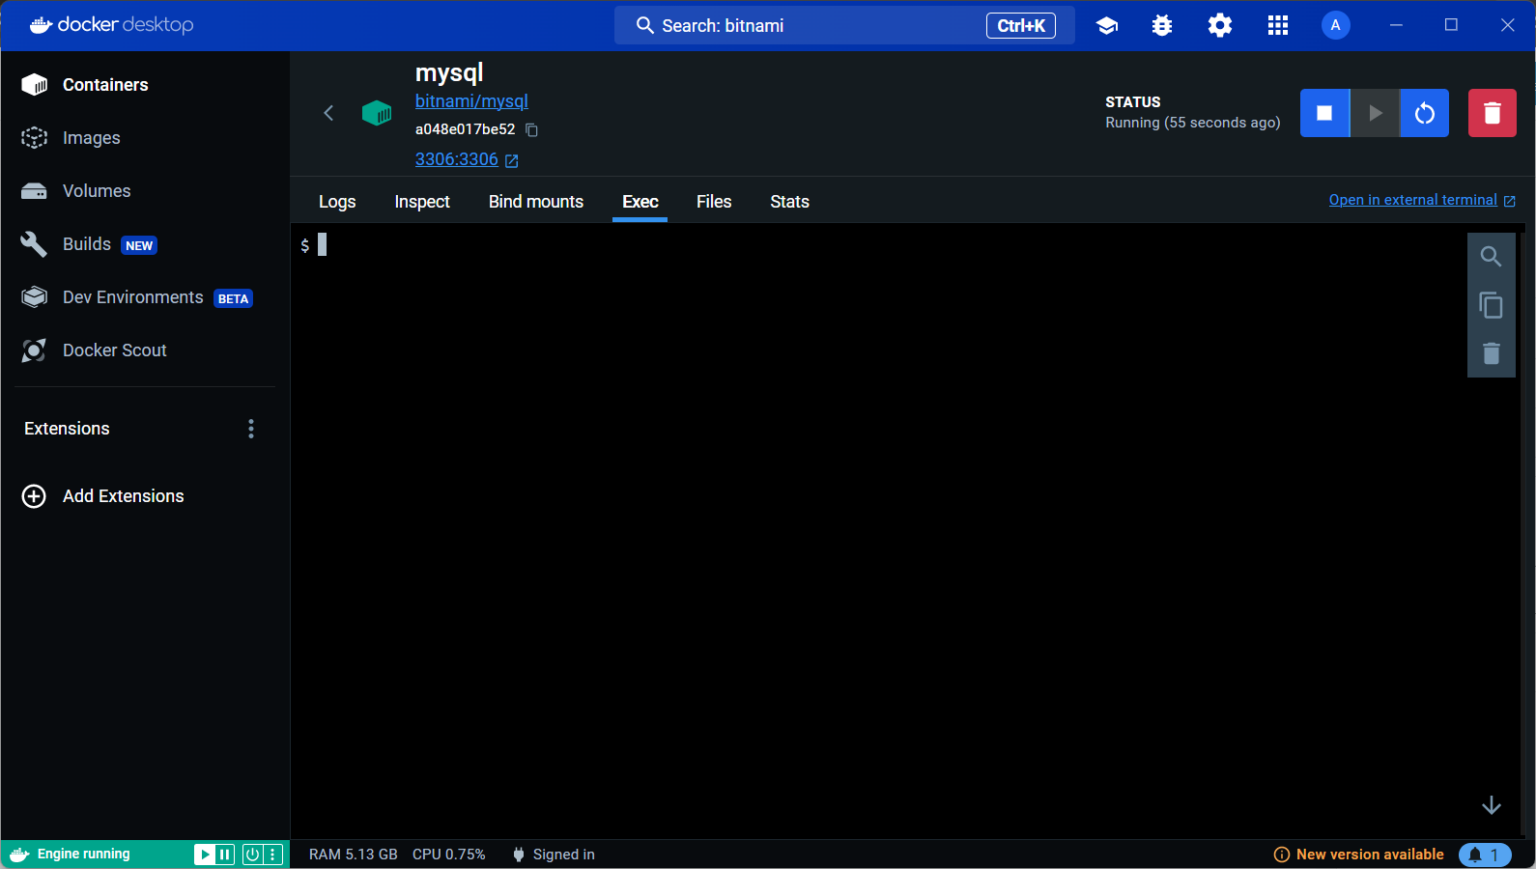 docker desktop
Search: bitnami
Ctrl+K
A
Containers
Images
Volumes
Builds NEW
Dev Environments BETA
Docker Scout
Extensions
Add Extensions
mysql
bitnami/mysql
a048e017be52
3306:3306
STATUS
Running (55 seconds ago)
Logs Inspect Bind mounts Exec Files Stats
Open in external terminal
$
Engine running
RAM 5.13 GB CPU 0.75% Signed in
New version available
1